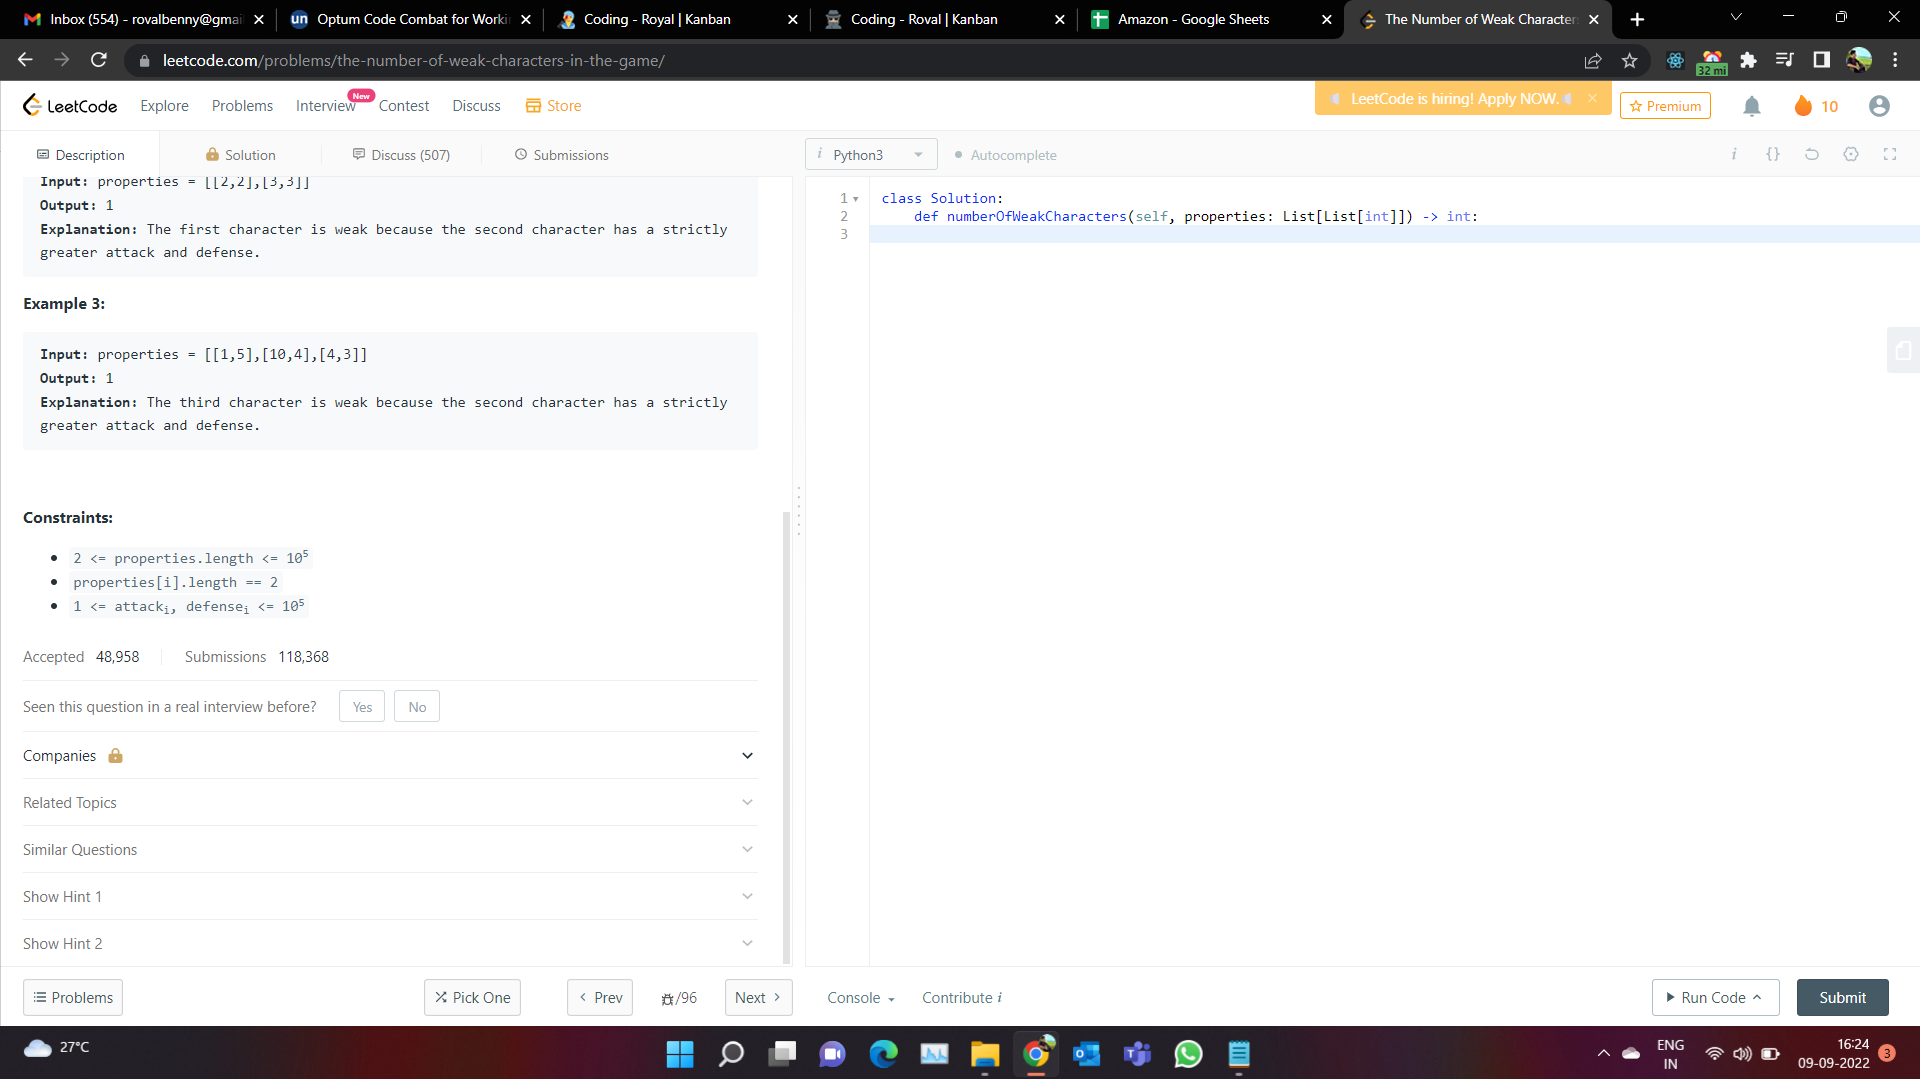 Inbox (554) - rovalbenny@gmai
Optum Code Combat for Worki
Coding - Royal | Kanban
Coding - Roval | Kanban
Amazon - Google Sheets
The Number of Weak Character
leetcode.com/problems/the-number-of-weak-characters-in-the-game/
32 mi
LeetCode
Explore
Problems
Interview
New
Contest
Discuss
Store
LeetCode is hiring! Apply NOW.
Premium
10
Description
Solution
Discuss (507)
Submissions
i Python3
Autocomplete
i {}
Input: properties = [[2,2],[3,3]]
Output: 1
Explanation: The first character is weak because the second character has a strictly
greater attack and defense.
Example 3:
Input: properties = [[1,5],[10,4],[4,3]]
Output: 1
Explanation: The third character is weak because the second character has a strictly
greater attack and defense.
Constraints:
2 <= properties.length <= 10⁵
properties[i].length == 2
1 <= attackᵢ, defenseᵢ <= 10⁵
Accepted 48,958 Submissions 118,368
Seen this question in a real interview before? Yes No
Companies
Related Topics
Similar Questions
Show Hint 1
Show Hint 2
1 class Solution:
2 def numberOfWeakCharacters(self, properties: List[List[int]]) -> int:
3
Problems
Pick One
Prev
/96
Next
Console
Contribute i
Run Code
Submit
27°C
ENG
IN
16:24
09-09-2022
3